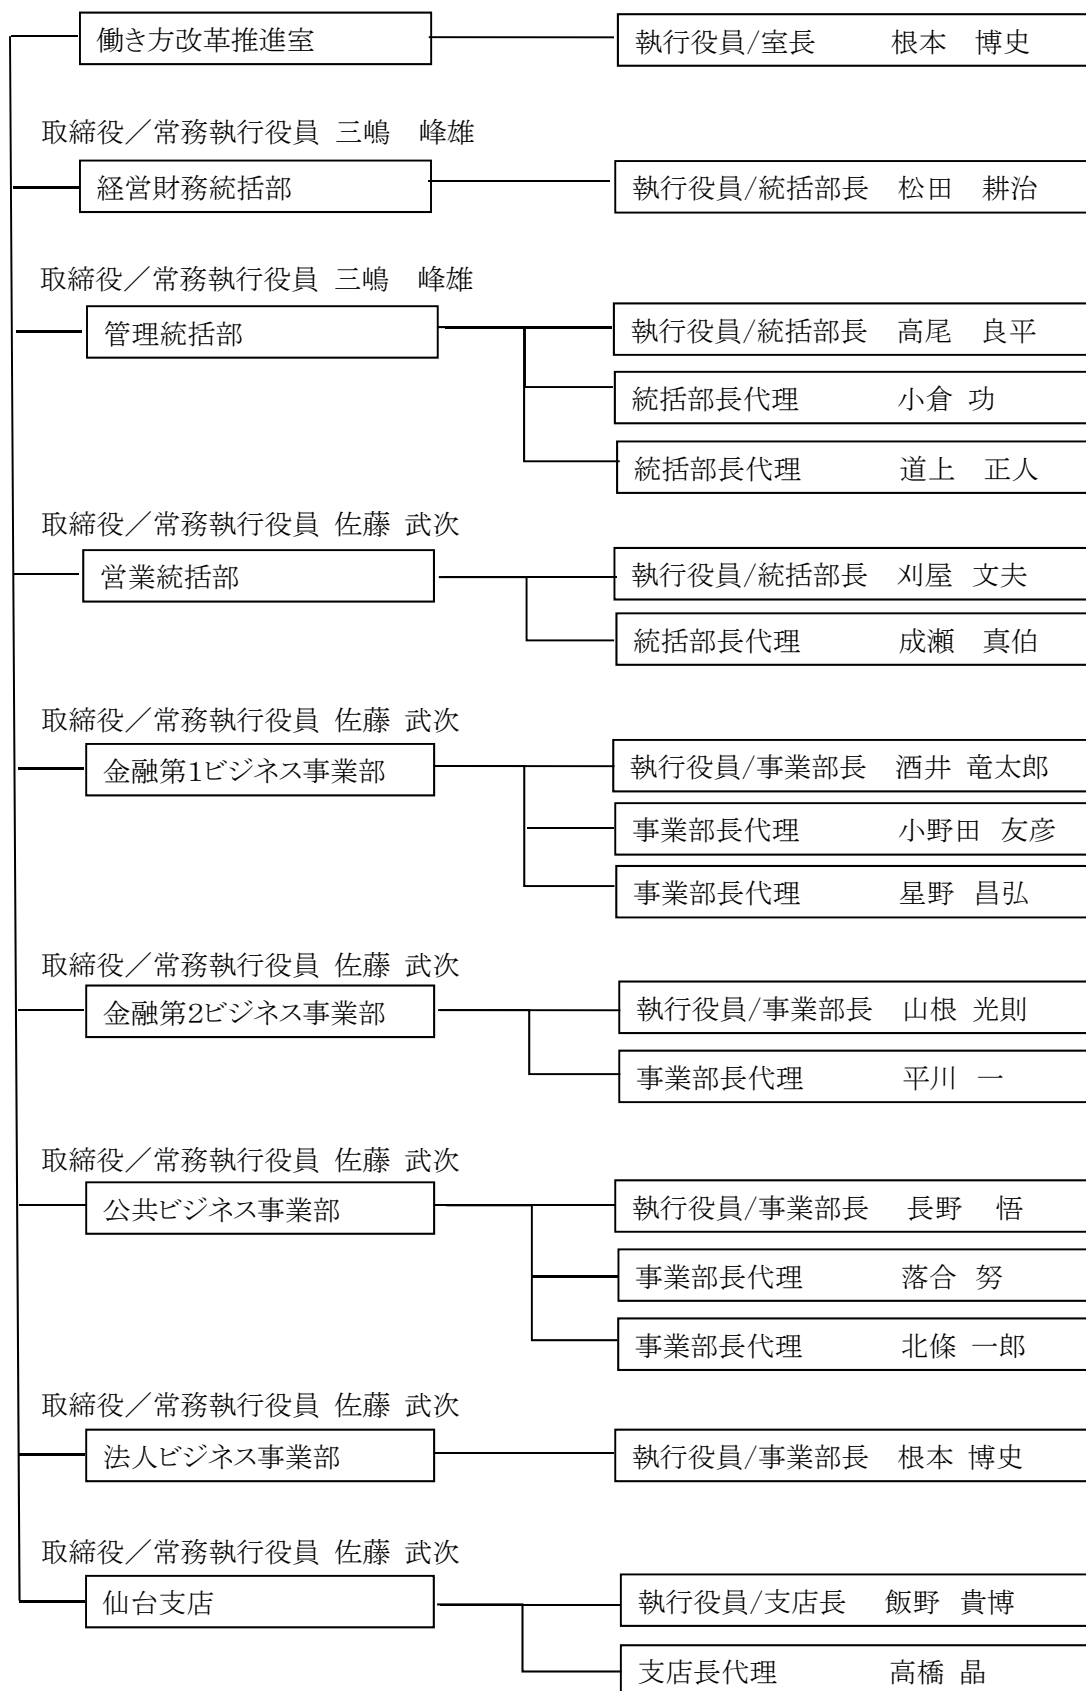 働き方改革推進室 執行役員/室長 根本 博史
取締役／常務執行役員 三嶋 峰雄
経営財務統括部 執行役員/統括部長 松田 耕治
取締役／常務執行役員 三嶋 峰雄
管理統括部 執行役員/統括部長 高尾 良平
統括部長代理 小倉 功
統括部長代理 道上 正人
取締役／常務執行役員 佐藤 武次
営業統括部 執行役員/統括部長 刈屋 文夫
統括部長代理 成瀬 真伯
取締役／常務執行役員 佐藤 武次
金融第1ビジネス事業部 執行役員/事業部長 酒井 竜太郎
事業部長代理 小野田 友彦
事業部長代理 星野 昌弘
取締役／常務執行役員 佐藤 武次
金融第2ビジネス事業部 執行役員/事業部長 山根 光則
事業部長代理 平川 一
取締役／常務執行役員 佐藤 武次
公共ビジネス事業部 執行役員/事業部長 長野 悟
事業部長代理 落合 努
事業部長代理 北條 一郎
取締役／常務執行役員 佐藤 武次
法人ビジネス事業部 執行役員/事業部長 根本 博史
取締役／常務執行役員 佐藤 武次
仙台支店 執行役員/支店長 飯野 貴博
支店長代理 高橋 晶